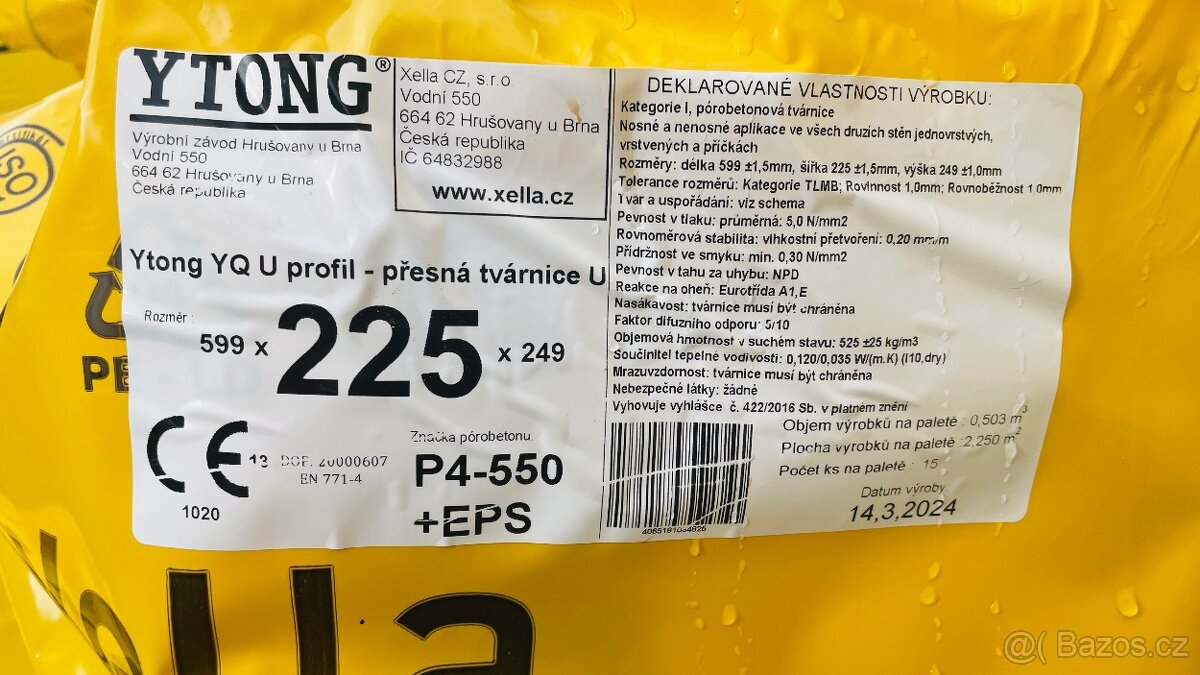 YTONG®
Výrobní závod Hrušovany u Brna
Vodní 550
664 62 Hrušovany u Brna
Česká republika
Xella CZ, s.r.o
Vodní 550
664 62 Hrušovany u Brna
Česká republika
IČ 64832988
www.xella.cz
Ytong YQ U profil - přesná tvárnice U
Rozměr :
599 x 225 x 249
CE 13 DOP: 20000607
EN 771-4
1020
Značka pórobetonu:
P4-550
+EPS
DEKLAROVANÉ VLASTNOSTI VÝROBKU:
Kategorie I, pórobetonová tvárnice
Nosné a nenosné aplikace ve všech druzích stěn jednovrstvých,
vrstvených a příčkách
Rozměry: délka 599 ±1,5mm, šířka 225 ±1,5mm, výška 249 ±1,0mm
Tolerance rozměrů: Kategorie TLMB; Rovinnost 1,0mm; Rovnoběžnost 1,0mm
Tvar a uspořádání: viz schema
Pevnost v tlaku: průměrná: 5,0 N/mm2
Rovnoměrová stabilita: vlhkostní přetvoření: 0,20 mm/m
Přídržnost ve smyku: min. 0,30 N/mm2
Pevnost v tahu za uhybu: NPD
Reakce na oheň: Eurotřída A1,E
Nasákavost: tvárnice musí být chráněna
Faktor difuzního odporu: 5/10
Objemová hmotnost v suchém stavu: 525 ±25 kg/m3
Součinitel tepelné vodivosti: 0,120/0,035 W/(m.K) (l10,dry)
Mrazuvzdornost: tvárnice musí být chráněna
Nebezpečné látky: žádné
Vyhovuje vyhlášce č. 422/2016 Sb. v platném znění
Objem výrobků na paletě : 0,503 m3
Plocha výrobků na paletě :2,250 m2
Počet ks na paletě : 15
Datum výroby:
14,3,2024
ISO
@( Bazos.cz